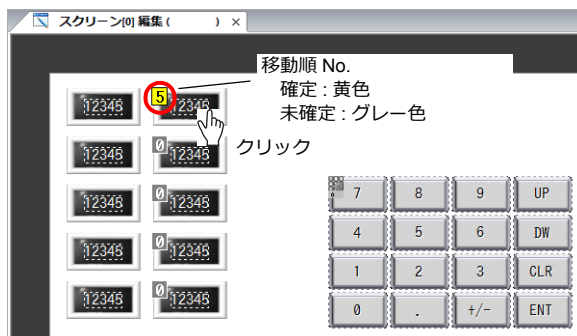 スクリーン[0] 編集 ( ) ×
移動順 No.
確定 : 黄色
未確定 : グレー色
クリック
12345 5 12345
12345 0 12345
12345 0 12345
12345 0 12345
12345 0 12345
7 8 9 UP
4 5 6 DW
1 2 3 CLR
0 . +/- ENT